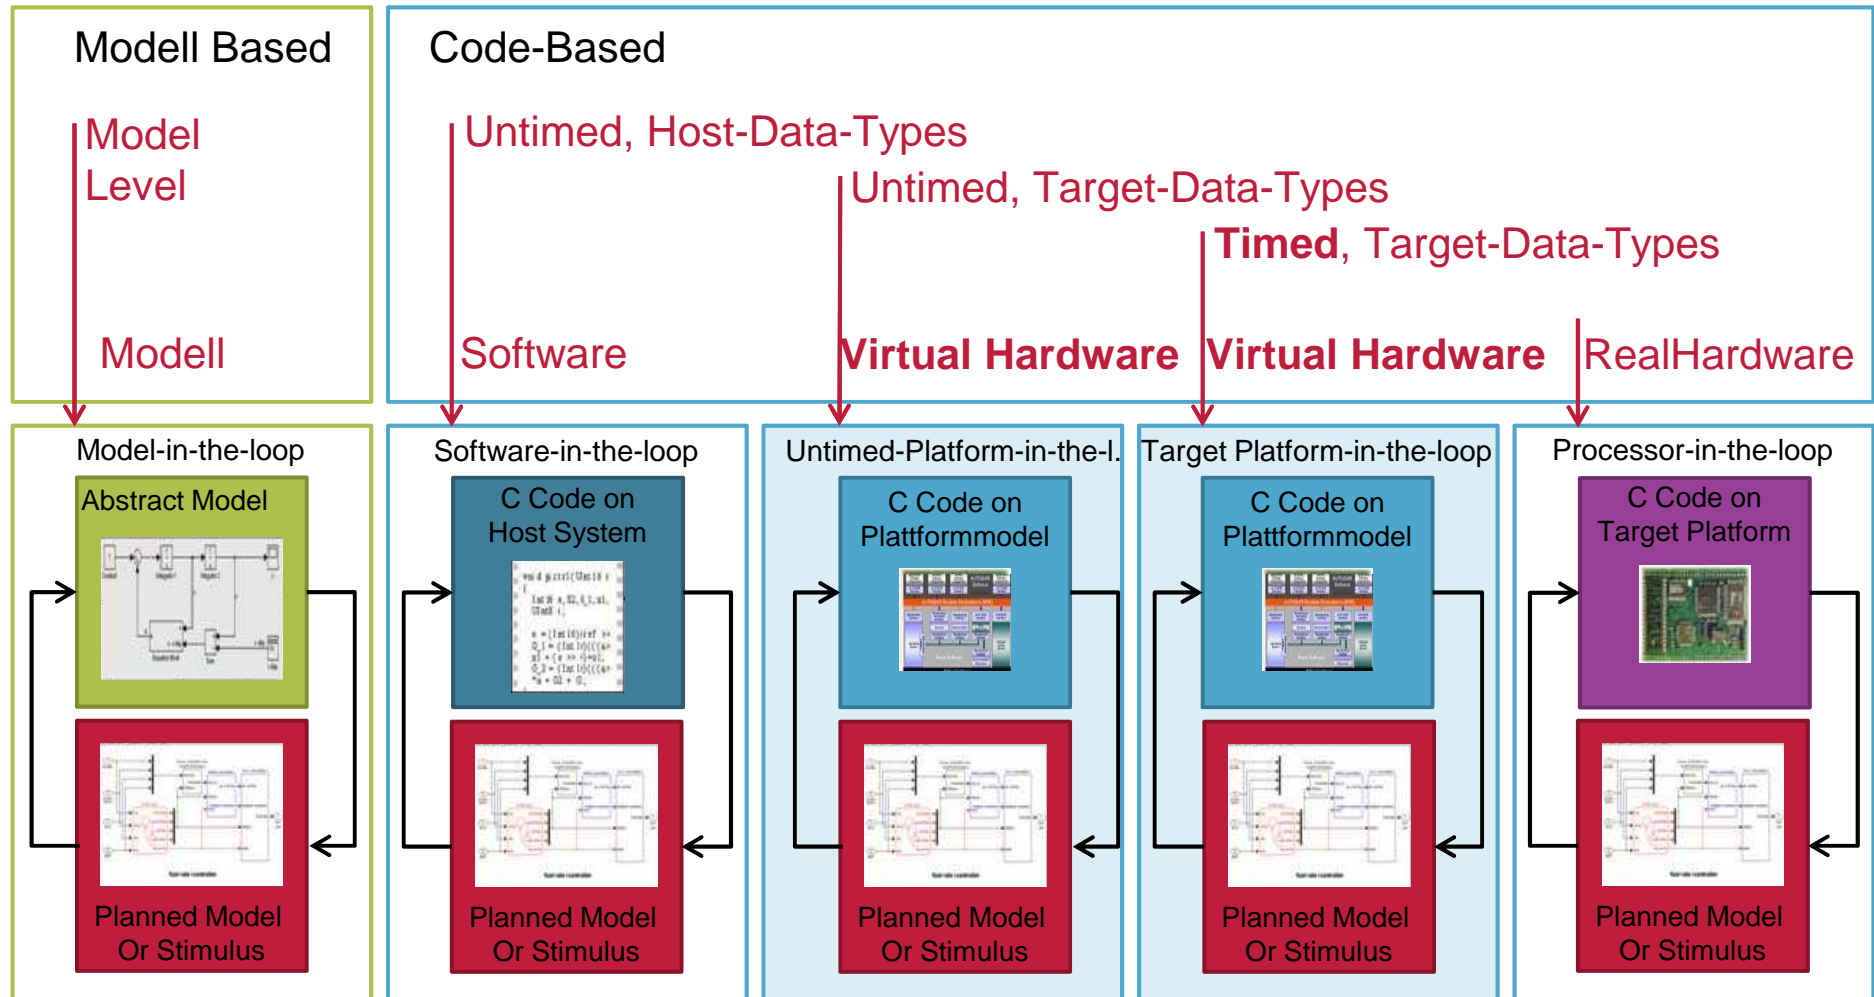 Modell Based
Code-Based
Model
Level
Untimed, Host-Data-Types
Untimed, Target-Data-Types
Timed, Target-Data-Types
Modell
Software
Virtual Hardware
Virtual Hardware
RealHardware
Model-in-the-loop
Abstract Model
Planned Model
Or Stimulus
Software-in-the-loop
C Code on
Host System
Planned Model
Or Stimulus
Untimed-Platform-in-the-l.
C Code on
Plattformmodel
Planned Model
Or Stimulus
Target Platform-in-the-loop
C Code on
Plattformmodel
Planned Model
Or Stimulus
Processor-in-the-loop
C Code on
Target Platform
Planned Model
Or Stimulus